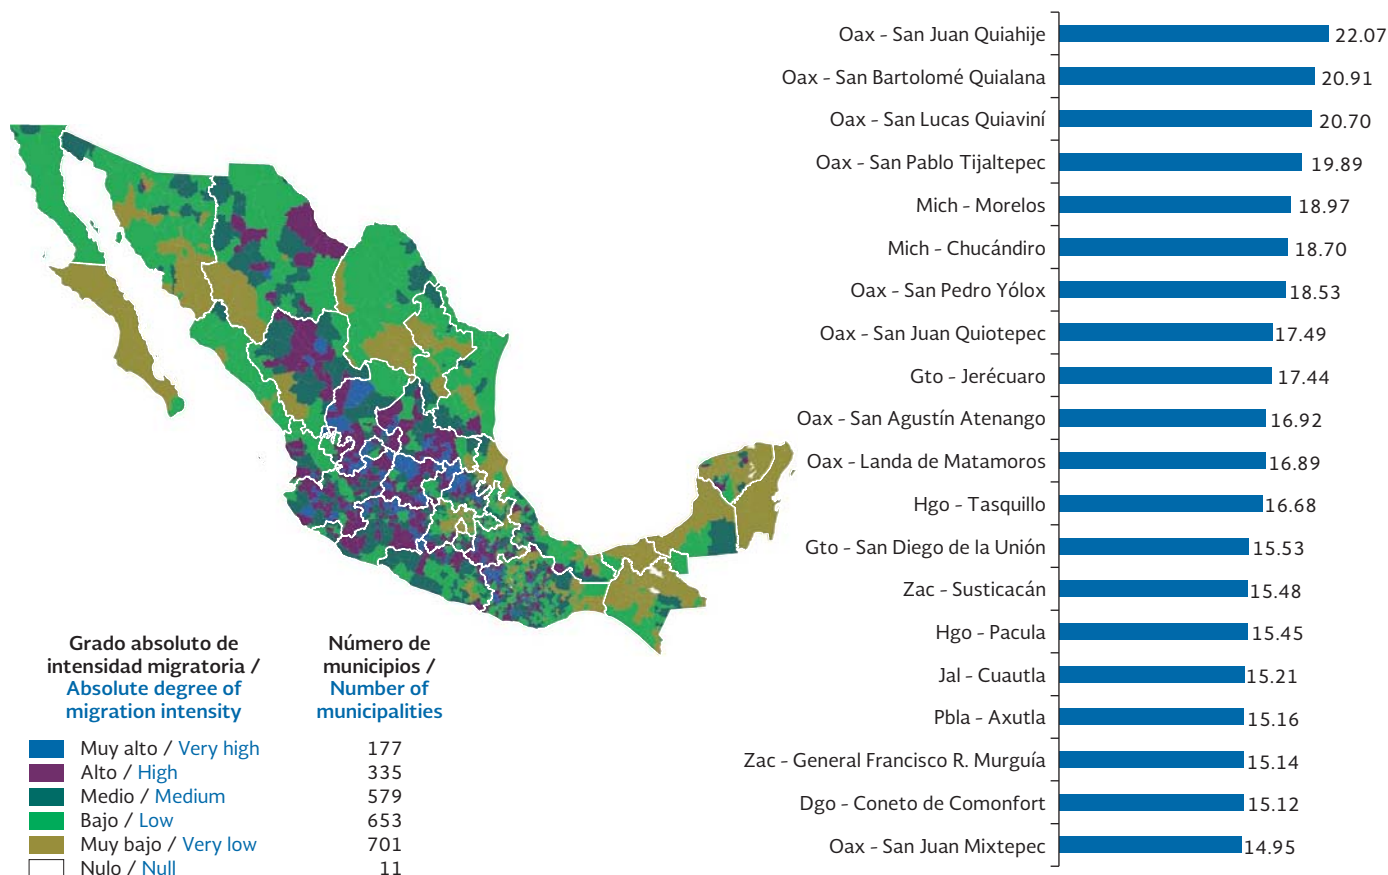 Oax - San Juan Quiahije 22.07
Oax - San Bartolomé Quialana 20.91
Oax - San Lucas Quiaviní 20.70
Oax - San Pablo Tijaltepec 19.89
Mich - Morelos 18.97
Mich - Chucándiro 18.70
Oax - San Pedro Yólox 18.53
Oax - San Juan Quiotepec 17.49
Gto - Jerécuaro 17.44
Oax - San Agustín Atenango 16.92
Oax - Landa de Matamoros 16.89
Hgo - Tasquillo 16.68
Gto - San Diego de la Unión 15.53
Zac - Susticacán 15.48
Hgo - Pacula 15.45
Jal - Cuautla 15.21
Pbla - Axutla 15.16
Zac - General Francisco R. Murguía 15.14
Dgo - Coneto de Comonfort 15.12
Oax - San Juan Mixtepec 14.95
Grado absoluto de
intensidad migratoria /
Absolute degree of
migration intensity
Número de
municipios /
Number of
municipalities
Muy alto / Very high 177
Alto / High 335
Medio / Medium 579
Bajo / Low 653
Muy bajo / Very low 701
Nulo / Null 11